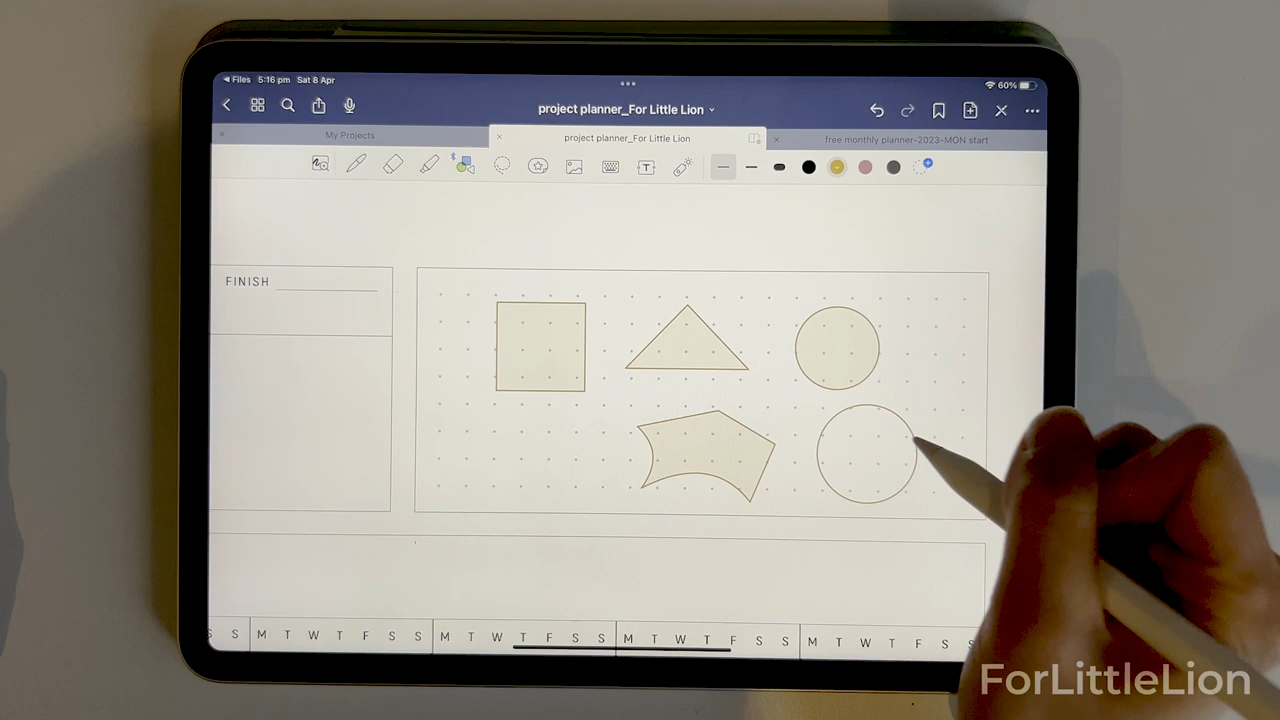 Files 5:16 pm Sat 8 Apr 60%
project planner_For Little Lion
My Projects project planner_For Little Lion free monthly planner-2023-MON start
T
FINISH
S S M T W T F S S M T W T F S S M T W T F S S M T W T F S S
ForLittleLion